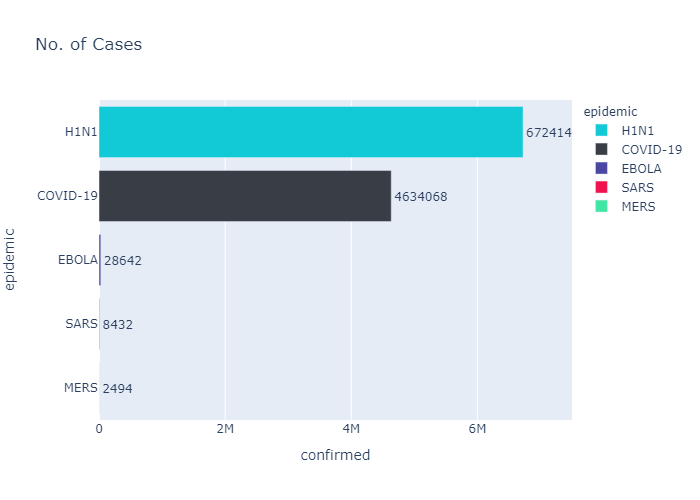 No. of Cases
epidemic
H1N1
672414
COVID-19
4634068
EBOLA
28642
SARS
8432
MERS
2494
0 2M 4M 6M
confirmed
epidemic
H1N1
COVID-19
EBOLA
SARS
MERS